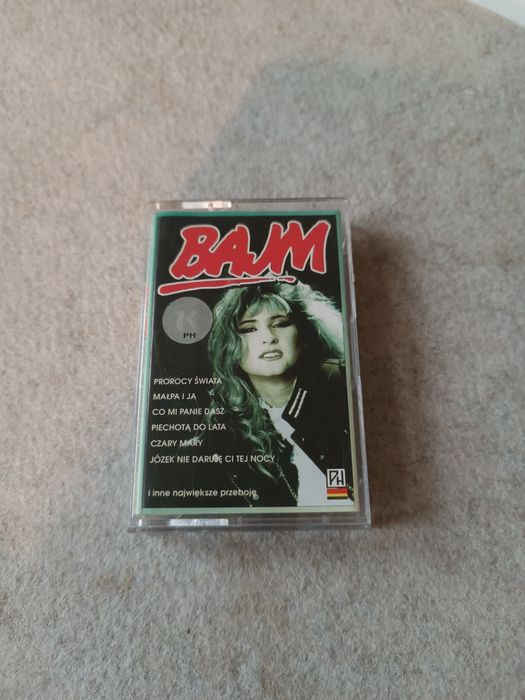 BAJM
PH
PROROCY ŚWIATA
MAŁPA I JA
CO MI PANIE DASZ
PIECHOTĄ DO LATA
CZARY MARY
JÓZEK NIE DARUJĘ CI TEJ NOCY
i inne największe przeboje
PH